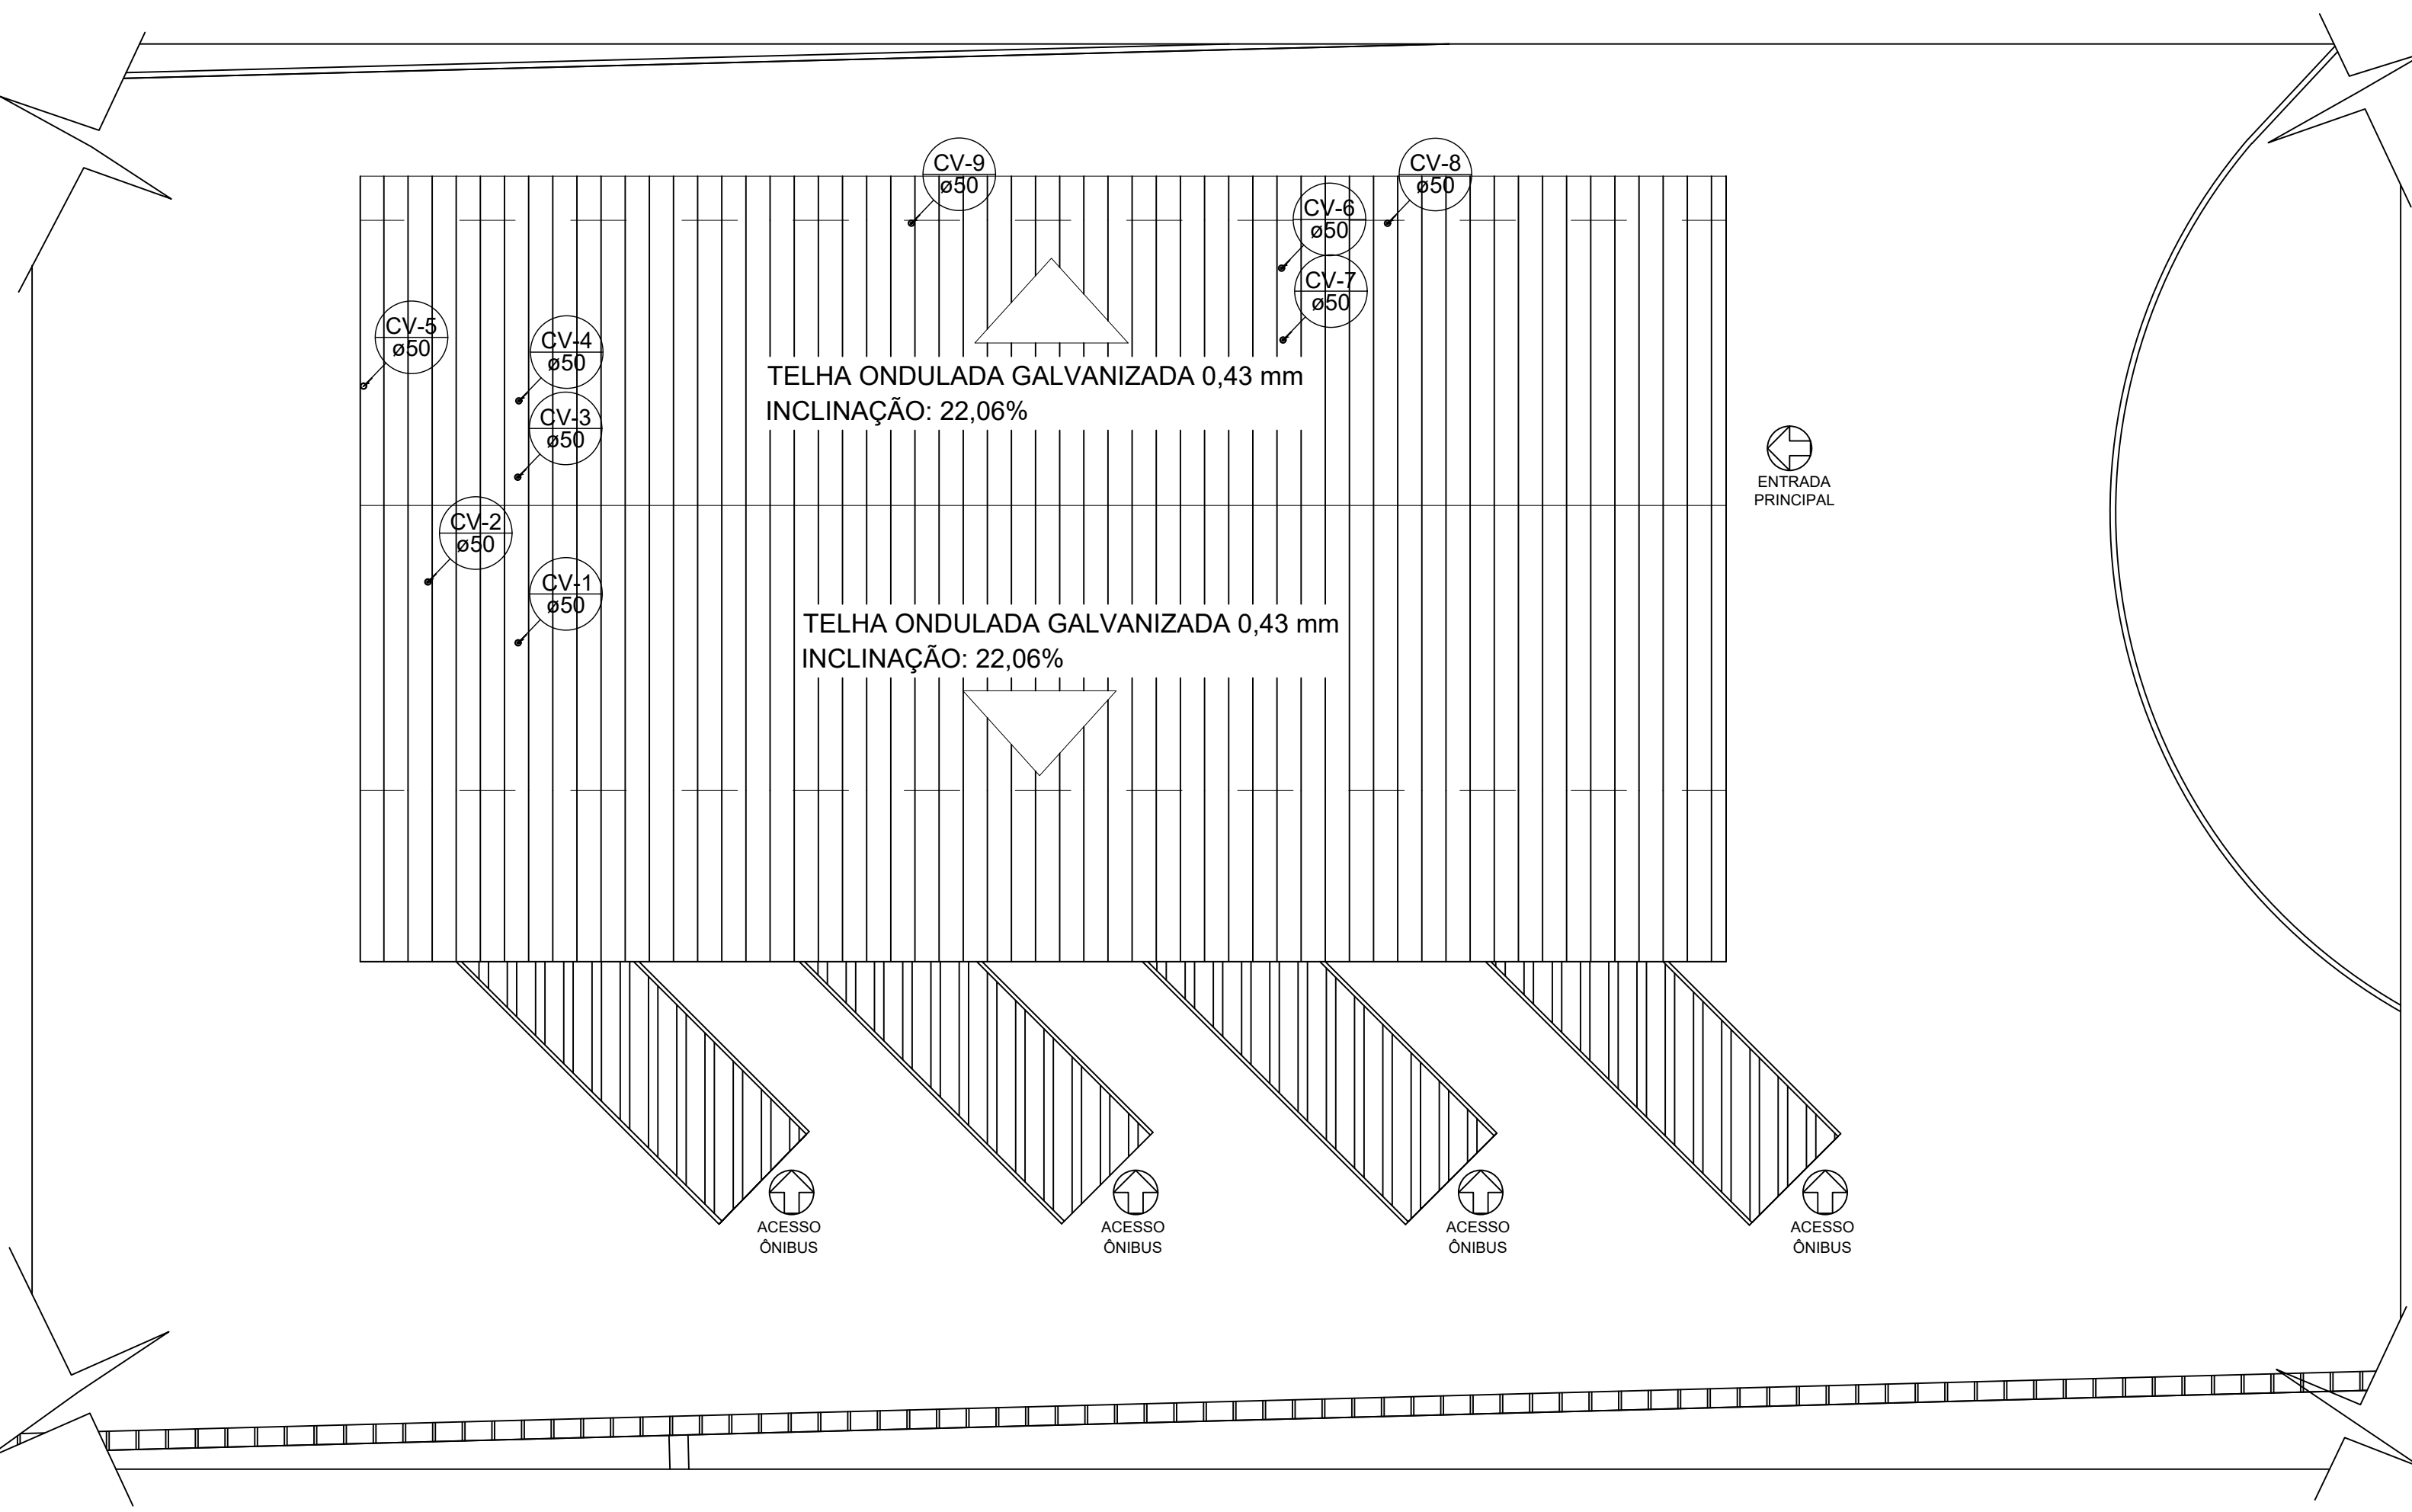 CV-9
ø50
CV-8
ø50
CV-6
ø50
CV-7
ø50
CV-5
ø50
CV-4
ø50
CV-3
ø50
TELHA ONDULADA GALVANIZADA 0,43 mm
INCLINAÇÃO: 22,06%
ENTRADA
PRINCIPAL
CV-2
ø50
CV-1
ø50
TELHA ONDULADA GALVANIZADA 0,43 mm
INCLINAÇÃO: 22,06%
ACESSO
ÔNIBUS
ACESSO
ÔNIBUS
ACESSO
ÔNIBUS
ACESSO
ÔNIBUS